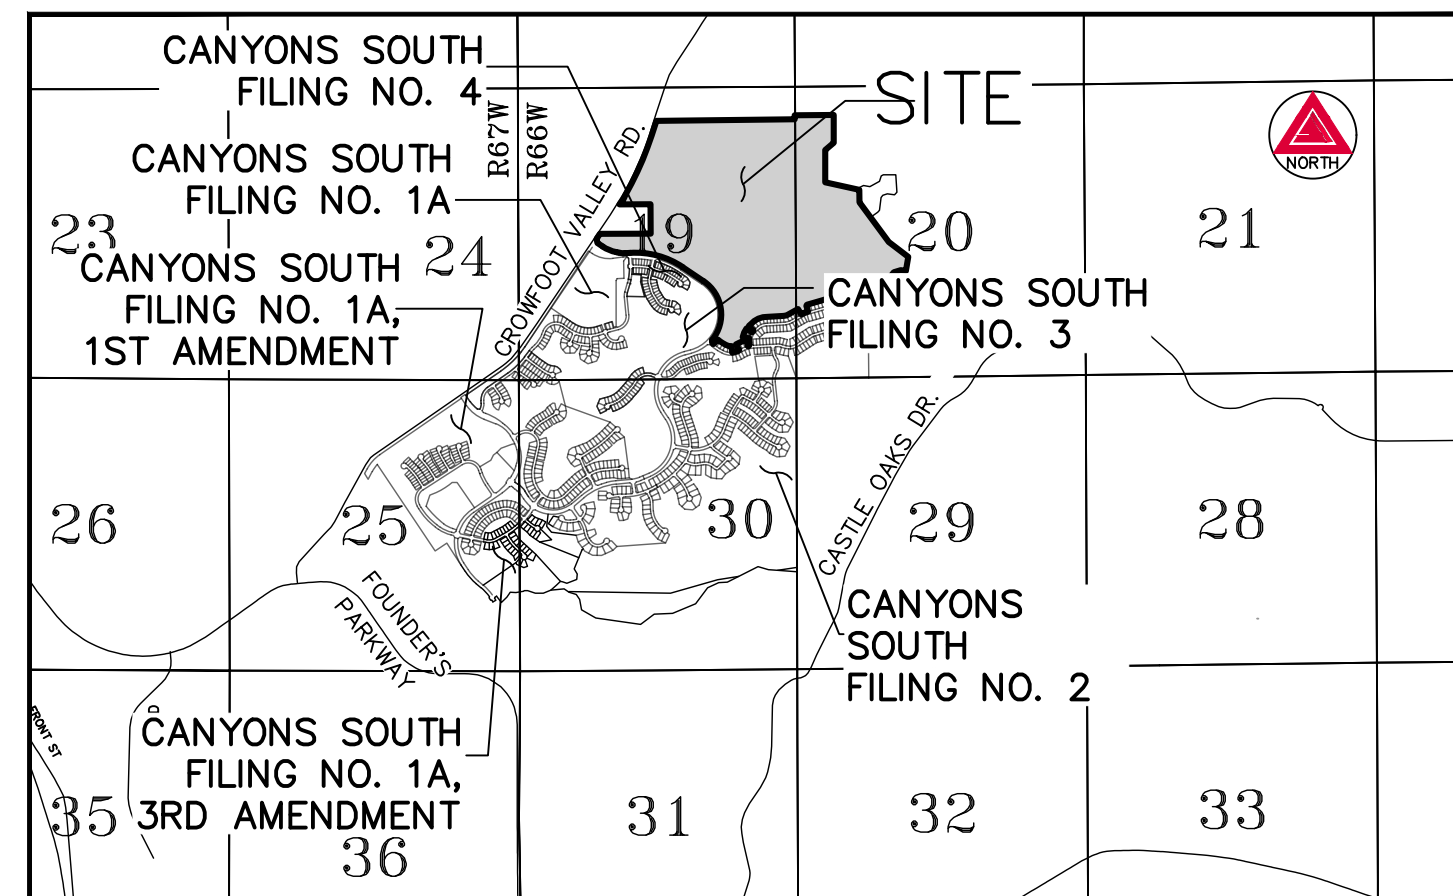 CANYONS SOUTH
FILING NO. 4
SITE
R67W
R66W
CROWFOOT VALLEY RD.
NORTH
CANYONS SOUTH
FILING NO. 1A
23
24
19
20
21
CANYONS SOUTH
FILING NO. 1A,
1ST AMENDMENT
CANYONS SOUTH
FILING NO. 3
CASTLE OAKS DR.
26
25
30
29
28
FOUNDER'S
PARKWAY
CANYONS
SOUTH
FILING NO. 2
FRONT ST
D
CANYONS SOUTH
FILING NO. 1A,
3RD AMENDMENT
35
36
31
32
33